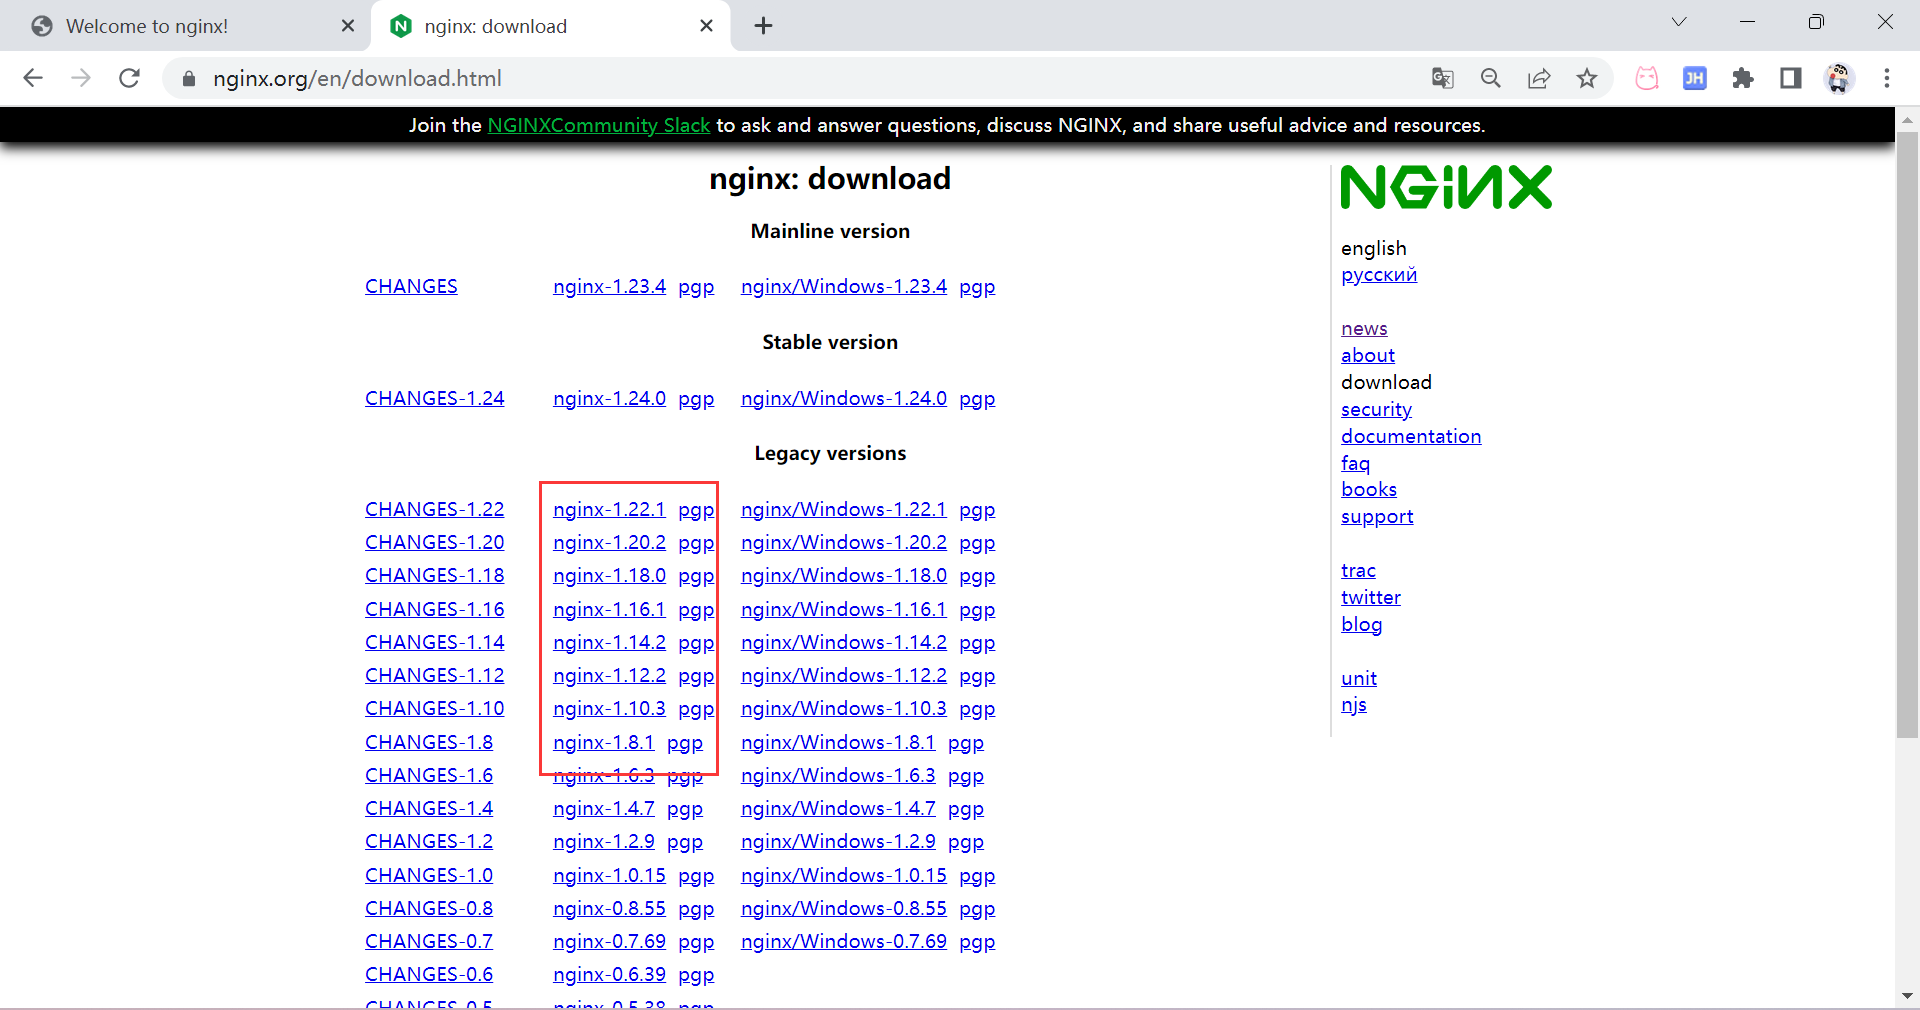 Welcome to nginx!
nginx: download
nginx.org/en/download.html
JH
Join the NGINXCommunity Slack to ask and answer questions, discuss NGINX, and share useful advice and resources.
nginx: download
Mainline version
CHANGES nginx-1.23.4 pgp nginx/Windows-1.23.4 pgp
Stable version
CHANGES-1.24 nginx-1.24.0 pgp nginx/Windows-1.24.0 pgp
Legacy versions
CHANGES-1.22 nginx-1.22.1 pgp nginx/Windows-1.22.1 pgp
CHANGES-1.20 nginx-1.20.2 pgp nginx/Windows-1.20.2 pgp
CHANGES-1.18 nginx-1.18.0 pgp nginx/Windows-1.18.0 pgp
CHANGES-1.16 nginx-1.16.1 pgp nginx/Windows-1.16.1 pgp
CHANGES-1.14 nginx-1.14.2 pgp nginx/Windows-1.14.2 pgp
CHANGES-1.12 nginx-1.12.2 pgp nginx/Windows-1.12.2 pgp
CHANGES-1.10 nginx-1.10.3 pgp nginx/Windows-1.10.3 pgp
CHANGES-1.8 nginx-1.8.1 pgp nginx/Windows-1.8.1 pgp
CHANGES-1.6 nginx-1.6.3 pgp nginx/Windows-1.6.3 pgp
CHANGES-1.4 nginx-1.4.7 pgp nginx/Windows-1.4.7 pgp
CHANGES-1.2 nginx-1.2.9 pgp nginx/Windows-1.2.9 pgp
CHANGES-1.0 nginx-1.0.15 pgp nginx/Windows-1.0.15 pgp
CHANGES-0.8 nginx-0.8.55 pgp nginx/Windows-0.8.55 pgp
CHANGES-0.7 nginx-0.7.69 pgp nginx/Windows-0.7.69 pgp
CHANGES-0.6 nginx-0.6.39 pgp
CHANGES-0.5 nginx-0.5.38 pgp
NGINX
english
русский
news
about
download
security
documentation
faq
books
support
trac
twitter
blog
unit
njs